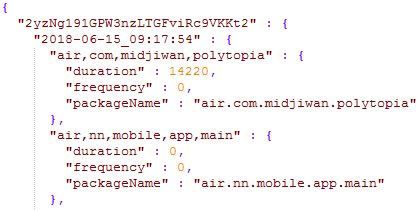 {
"2yzNg191GPW3nzLTGFviRc9VKKt2" : {
"2018-06-15_09:17:54" : {
"air,com,midjiwan,polytopia" : {
"duration" : 14220,
"frequency" : 0,
"packageName" : "air.com.midjiwan.polytopia"
},
"air,nn,mobile,app,main" : {
"duration" : 0,
"frequency" : 0,
"packageName" : "air.nn.mobile.app.main"
},